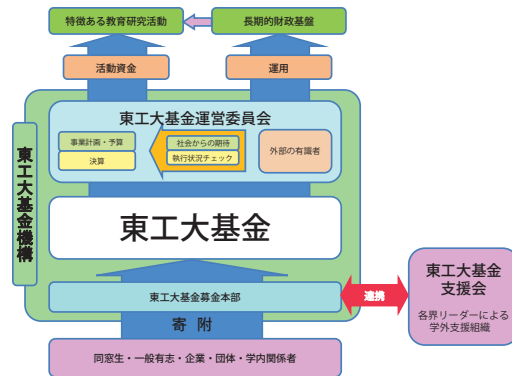 特徴ある教育研究活動
長期的財政基盤
活動資金
運用
東工大基金運営委員会
事業計画・予算
決算
社会からの期待
執行状況チェック
外部の有識者
東工大基金機構
東工大基金
東工大基金募金本部
連携
東工大基金
支援会
各界リーダーによる
学外支援組織
寄 附
同窓生・一般有志・企業・団体・学内関係者